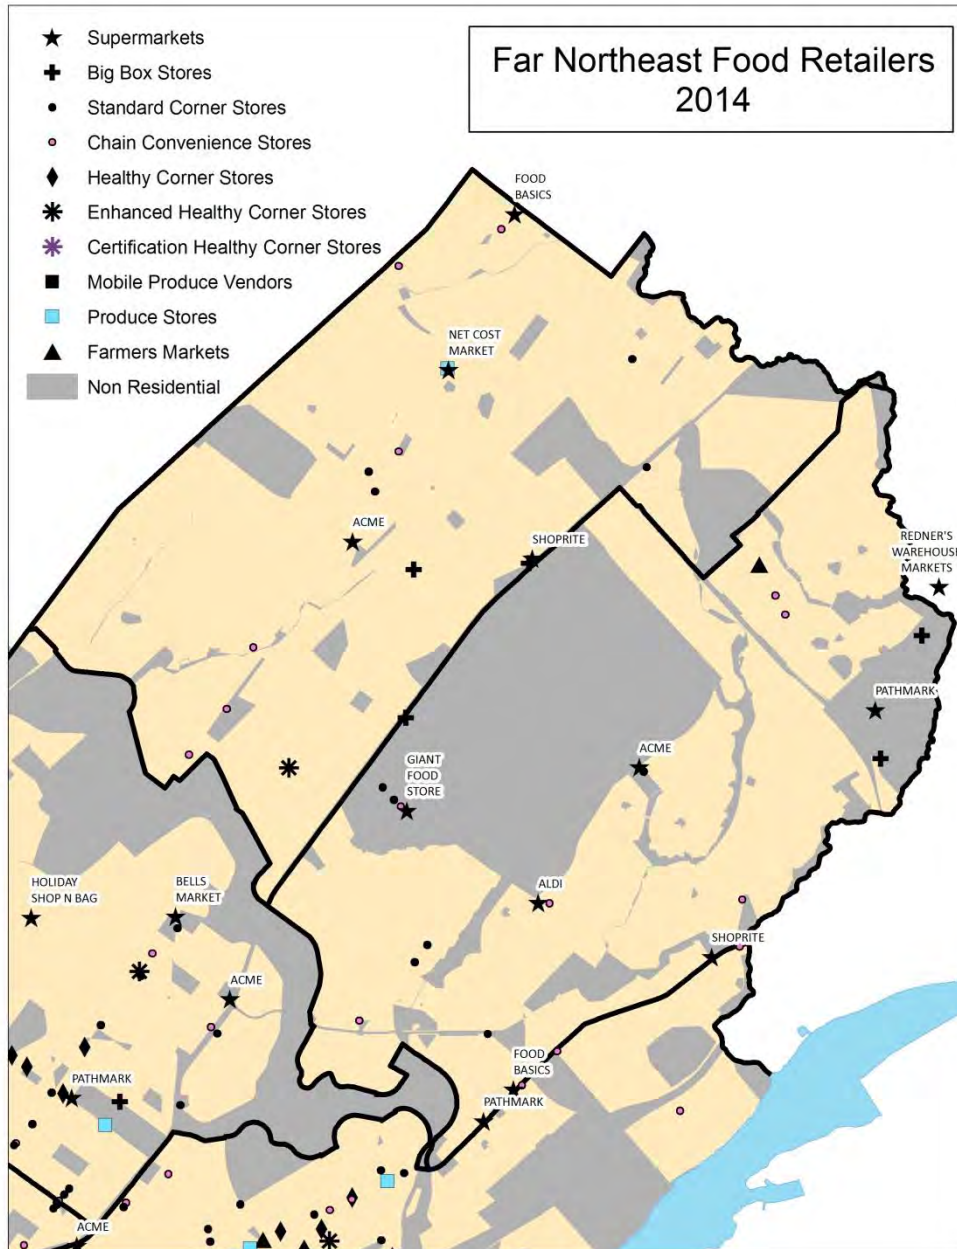 Supermarkets
Big Box Stores
Standard Corner Stores
Chain Convenience Stores
Healthy Corner Stores
Enhanced Healthy Corner Stores
Certification Healthy Corner Stores
Mobile Produce Vendors
Produce Stores
Farmers Markets
Non Residential
Far Northeast Food Retailers
2014
FOOD
BASICS
NET COST
MARKET
ACME
SHOPRITE
REDNER'S
WAREHOUSE
MARKETS
PATHMARK
ACME
GIANT
FOOD
STORE
HOLIDAY
SHOP N BAG
BELLS
MARKET
ALDI
SHOPRITE
ACME
FOOD
BASICS
PATHMARK
PATHMARK
ACME